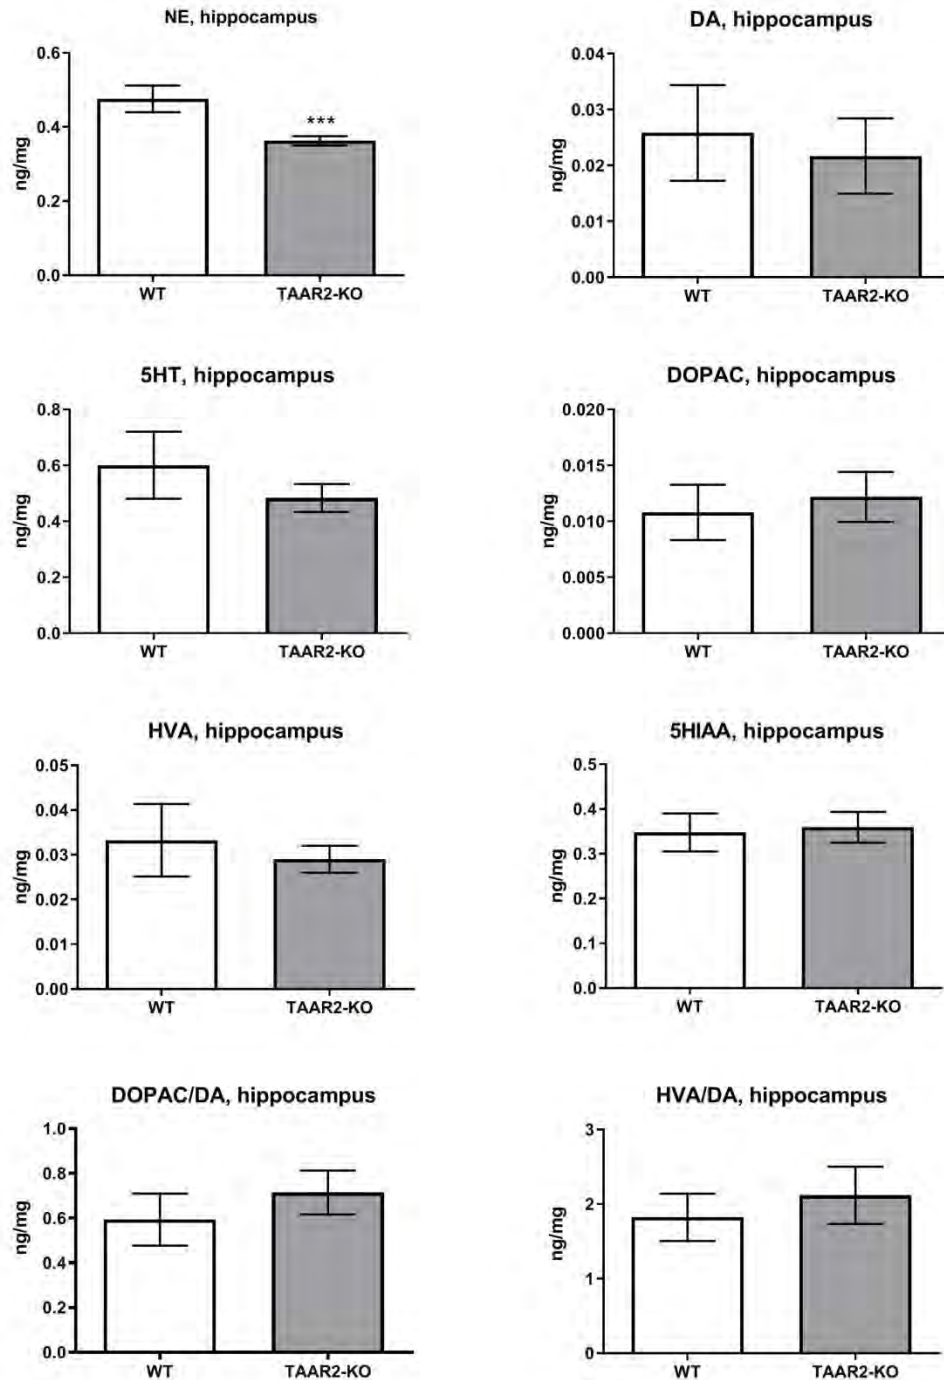 NE, hippocampus
0.6
0.4
0.2
0.0
ng/mg
***
WT
TAAR2-KO
DA, hippocampus
0.04
0.03
0.02
0.01
0.00
ng/mg
WT
TAAR2-KO
5HT, hippocampus
0.8
0.6
0.4
0.2
0.0
ng/mg
WT
TAAR2-KO
DOPAC, hippocampus
0.020
0.015
0.010
0.005
0.000
ng/mg
WT
TAAR2-KO
HVA, hippocampus
0.05
0.04
0.03
0.02
0.01
0.00
ng/mg
WT
TAAR2-KO
5HIAA, hippocampus
0.5
0.4
0.3
0.2
0.1
0.0
ng/mg
WT
TAAR2-KO
DOPAC/DA, hippocampus
1.0
0.8
0.6
0.4
0.2
0.0
ng/mg
WT
TAAR2-KO
HVA/DA, hippocampus
3
2
1
0
ng/mg
WT
TAAR2-KO